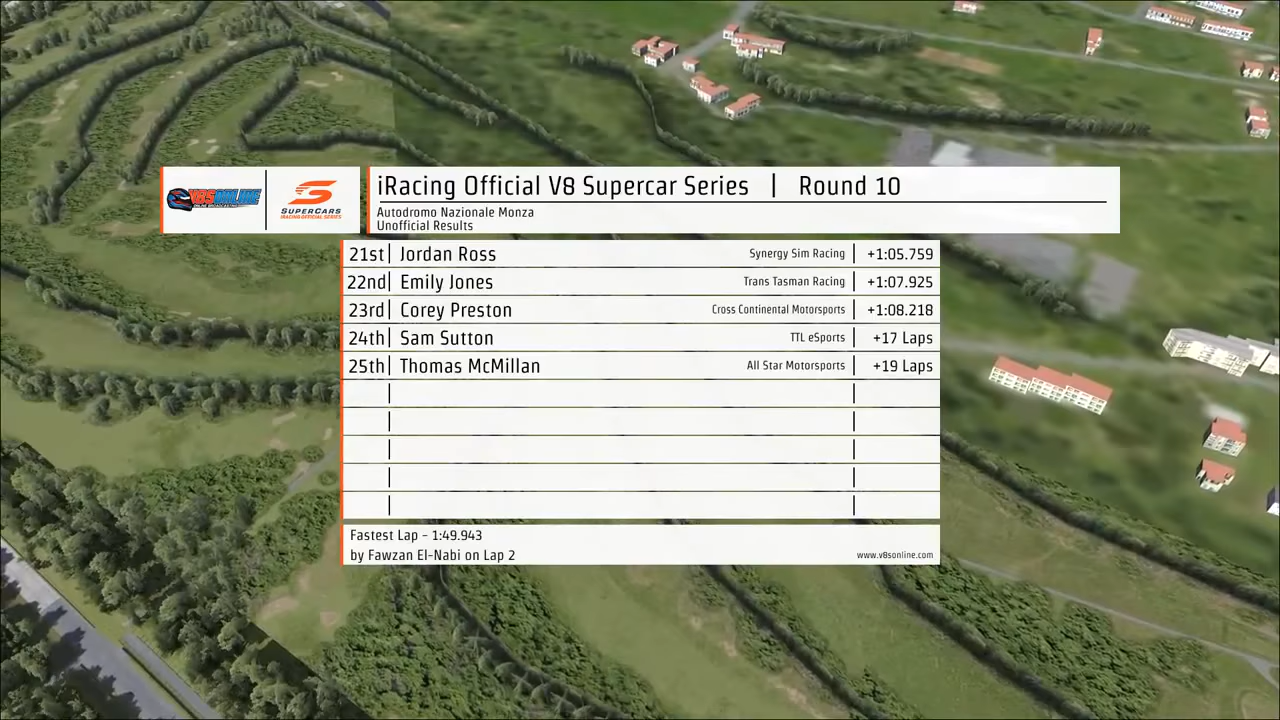 V8SONLINE
SUPERCARS
IRACING OFFICIAL SERIES
iRacing Official V8 Supercar Series | Round 10
Autodromo Nazionale Monza
Unofficial Results
21st Jordan Ross Synergy Sim Racing +1:05.759
22nd Emily Jones Trans Tasman Racing +1:07.925
23rd Corey Preston Cross Continental Motorsports +1:08.218
24th Sam Sutton TTL eSports +17 Laps
25th Thomas McMillan All Star Motorsports +19 Laps
Fastest Lap - 1:49.943
by Fawzan El-Nabi on Lap 2
www.v8sonline.com